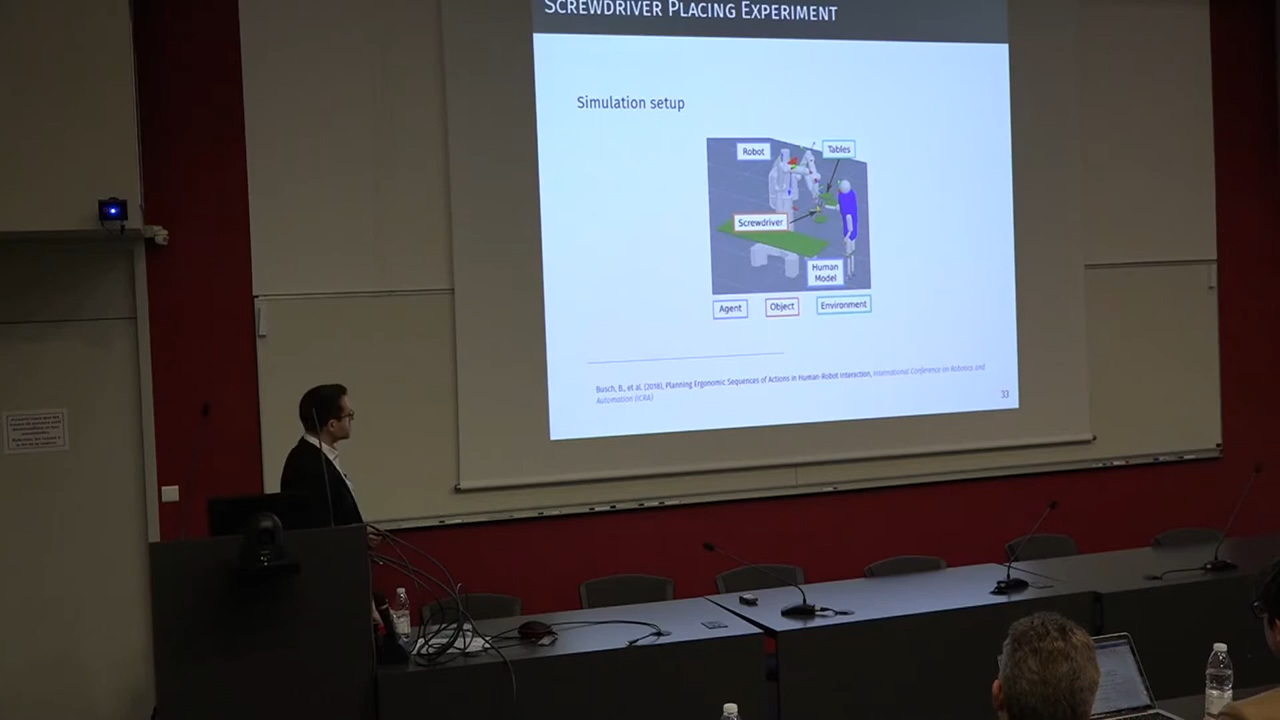 SCREWDRIVER PLACING EXPERIMENT
Simulation setup
Robot
Tables
Screwdriver
Human
Model
Agent
Object
Environment
Busch, B., et al. (2018), Planning Ergonomic Sequences of Actions in Human-Robot Interaction, International Conference on Robotics and
Automation (ICRA)
33